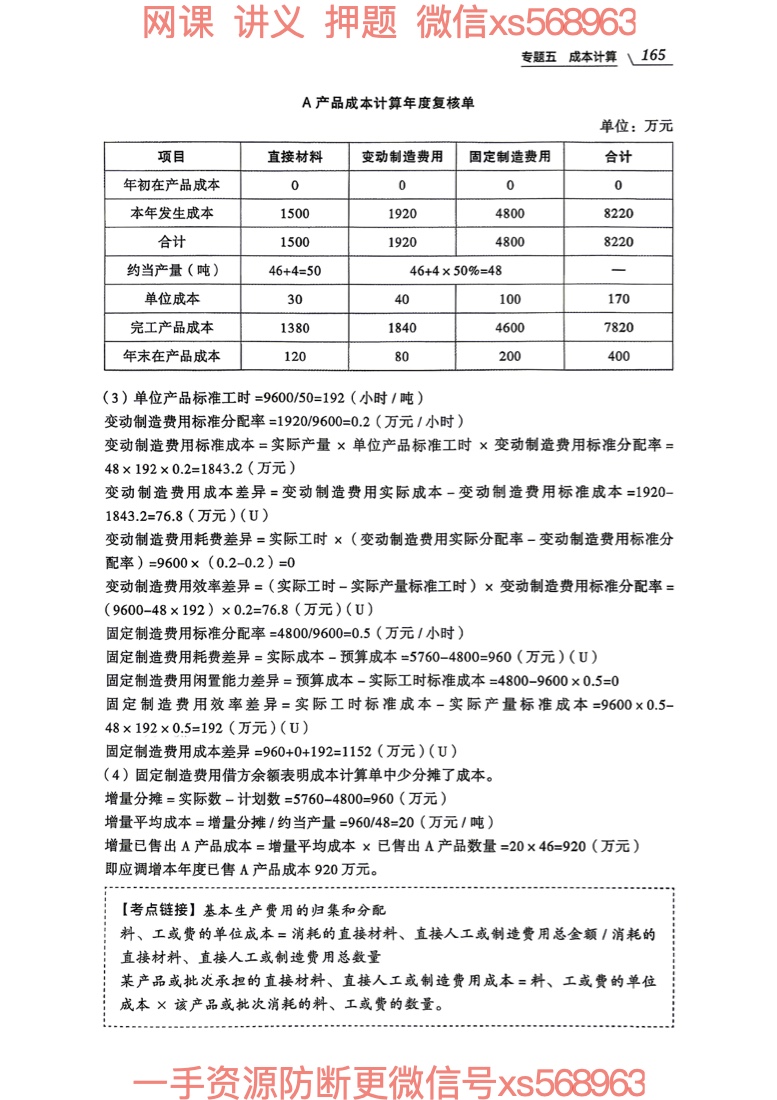 网课 讲义 押题 微信xs568963
专题五 成本计算 165
A 产品成本计算年度复核单
单位：万元
项目 直接材料 变动制造费用 固定制造费用 合计
年初在产品成本 0 0 0 0
本年发生成本 1500 1920 4800 8220
合计 1500 1920 4800 8220
约当产量（吨） 46+4=50 46+4×50%=48 —
单位成本 30 40 100 170
完工产品成本 1380 1840 4600 7820
年末在产品成本 120 80 200 400
（3）单位产品标准工时 =9600/50=192（小时 / 吨）
变动制造费用标准分配率 =1920/9600=0.2（万元 / 小时）
变动制造费用标准成本 = 实际产量 × 单位产品标准工时 × 变动制造费用标准分配率 =
48×192×0.2=1843.2（万元）
变动制造费用成本差异 = 变动制造费用实际成本 – 变动制造费用标准成本 =1920–
1843.2=76.8（万元）（U）
变动制造费用耗费差异 = 实际工时 ×（变动制造费用实际分配率 – 变动制造费用标准分
配率）=9600×（0.2–0.2）=0
变动制造费用效率差异 =（实际工时 – 实际产量标准工时）× 变动制造费用标准分配率 =
（9600–48×192）×0.2=76.8（万元）（U）
固定制造费用标准分配率 =4800/9600=0.5（万元 / 小时）
固定制造费用耗费差异 = 实际成本 – 预算成本 =5760–4800=960（万元）（U）
固定制造费用闲置能力差异 = 预算成本 – 实际工时标准成本 =4800–9600×0.5=0
固定制造费用效率差异 = 实际工时标准成本 – 实际产量标准成本 =9600×0.5–
48×192×0.5=192（万元）（U）
固定制造费用成本差异 =960+0+192=1152（万元）（U）
（4）固定制造费用借方余额表明成本计算单中少分摊了成本。
增量分摊 = 实际数 – 计划数 =5760–4800=960（万元）
增量平均成本 = 增量分摊 / 约当产量 =960/48=20（万元 / 吨）
增量已售出 A 产品成本 = 增量平均成本 × 已售出 A 产品数量 =20×46=920（万元）
即应调增本年度已售 A 产品成本 920 万元。
【考点链接】基本生产费用的归集和分配
料、工或费的单位成本 = 消耗的直接材料、直接人工或制造费用总金额 / 消耗的
直接材料、直接人工或制造费用总数量
某产品或批次承担的直接材料、直接人工或制造费用成本 = 料、工或费的单位
成本 × 该产品或批次消耗的料、工或费的数量。
一手资源防断更微信号xs568963